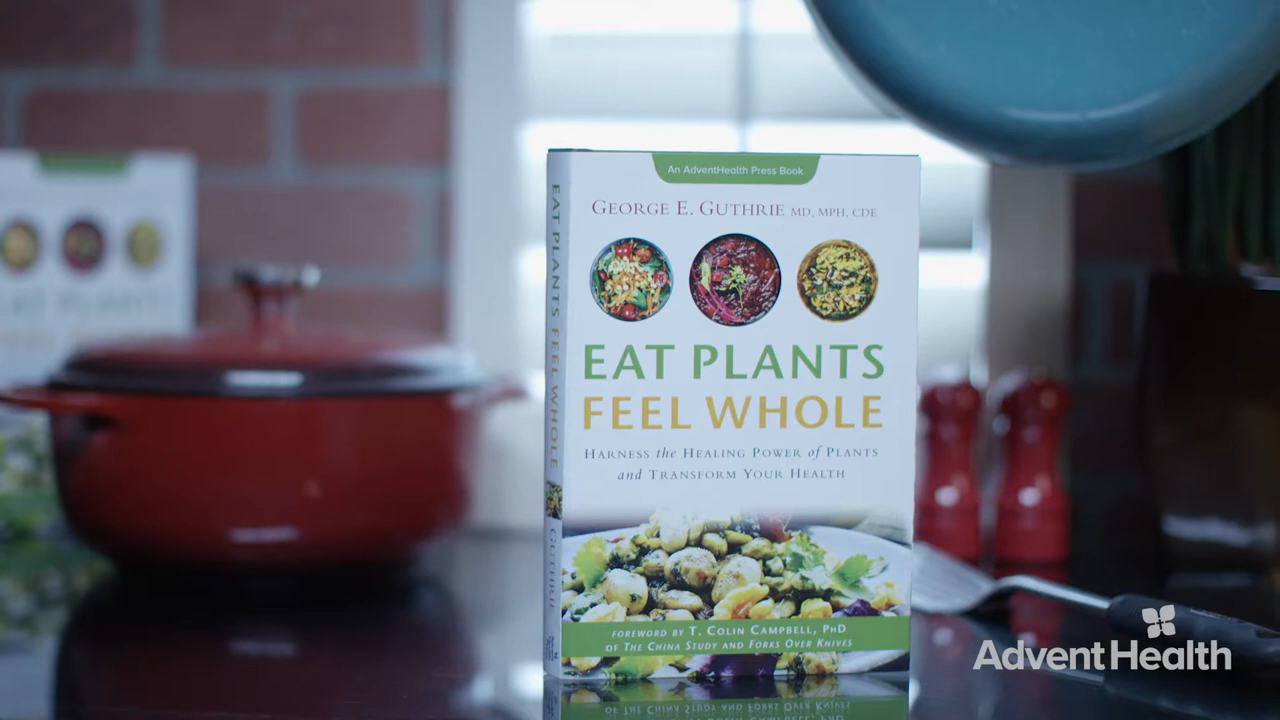 An AdventHealth Press Book
GEORGE E. GUTHRIE MD, MPH, CDE
EAT PLANTS
FEEL WHOLE
HARNESS the HEALING POWER of PLANTS
and TRANSFORM YOUR HEALTH
FOREWORD BY T. COLIN CAMPBELL, PHD
OF THE CHINA STUDY AND FORKS OVER KNIVES
EAT PLANTS FEEL WHOLE
GUTHRIE
EAT PLANTS
AdventHealth